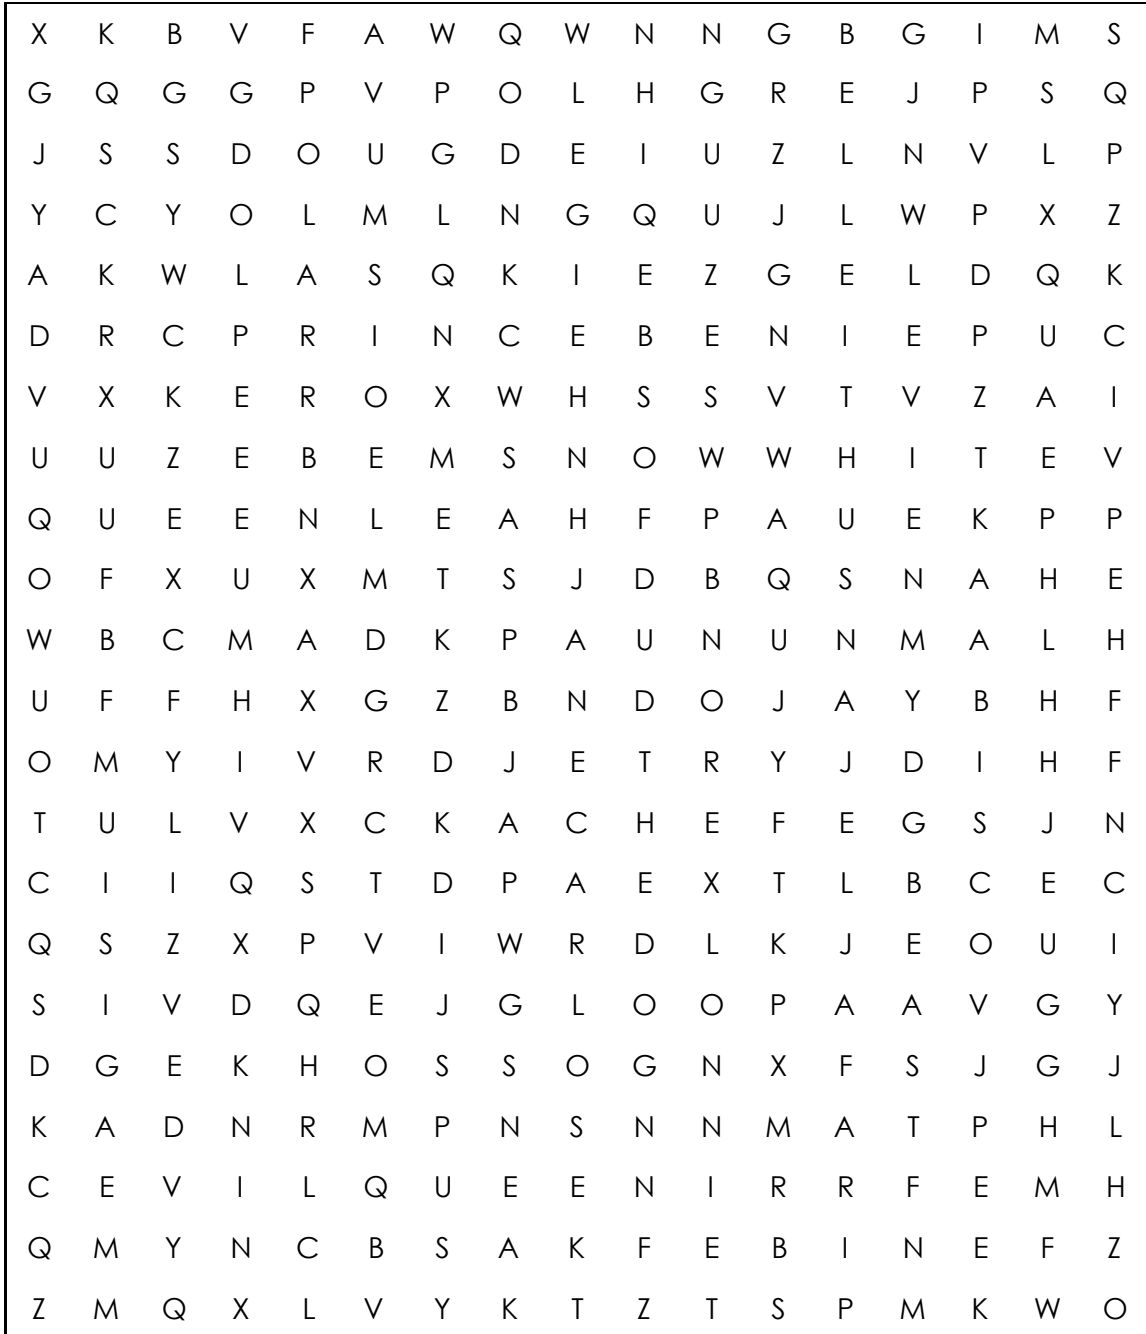 X K B V F A W Q W N N G B G I M S
G Q G G P V P O L H G R E J P S Q
J S S D O U G D E I U Z L N V L P
Y C Y O L M L N G Q U J L W P X Z
A K W L A S Q K I E Z G E L D Q K
D R C P R I N C E B E N I E P U C
V X K E R O X W H S S V T V Z A I
U U Z E B E M S N O W W H I T E V
Q U E E N L E A H F P A U E K P P
O F X U X M T S J D B Q S N A H E
W B C M A D K P A U N U N M A L H
U F F H X G Z B N D O J A Y B H F
O M Y I V R D J E T R Y J D I H F
T U L V X C K A C H E F E G S J N
C I I Q S T D P A E X T L B C E C
Q S Z X P V I W R D L K J E O U I
S I V D Q E J G L O O P A A V G Y
D G E K H O S S O G N X F S J G J
K A D N R M P N S N N M A T P H L
C E V I L Q U E E N I R R F E M H
Q M Y N C B S A K F E B I N E F Z
Z M Q X L V Y K T Z T S P M K W O